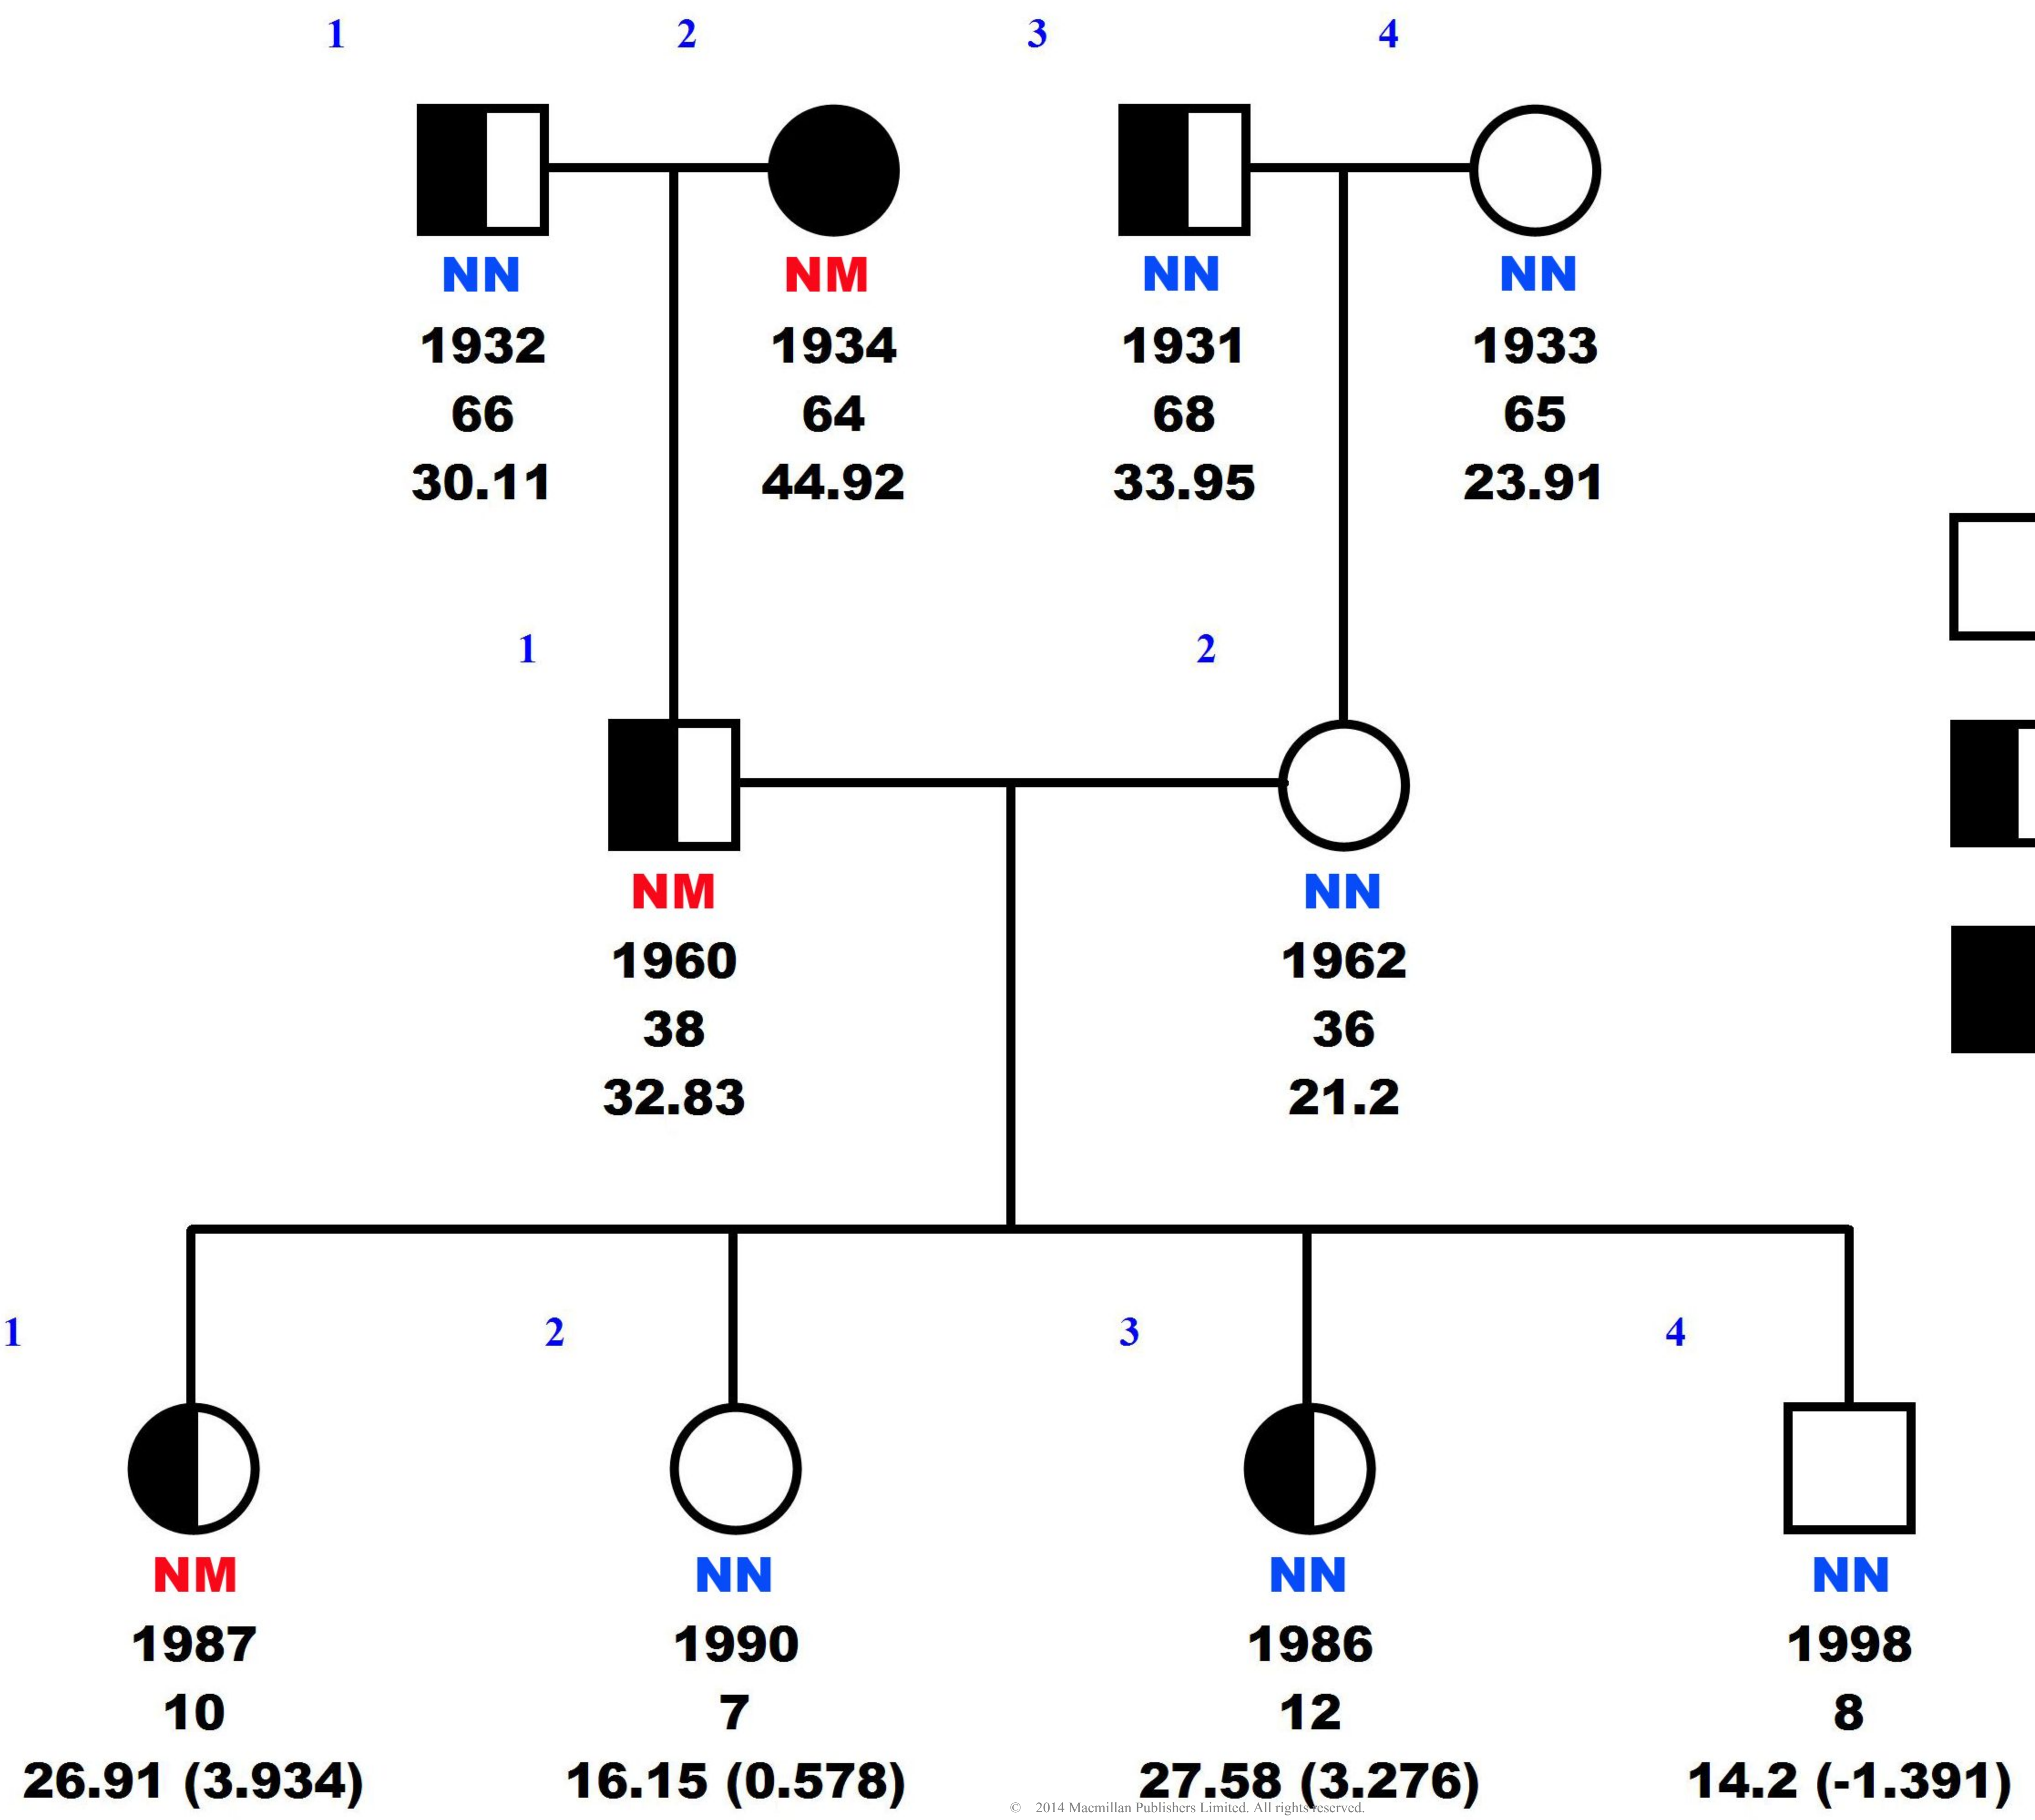 1 2 3 4
NN NM NN NN
1932 1934 1931 1933
66 64 68 65
30.11 44.92 33.95 23.91
1 2
NM NN
1960 1962
38 36
32.83 21.2
1 2 3 4
NM NN NN NN
1987 1990 1986 1998
10 7 12 8
26.91 (3.934) 16.15 (0.578) 27.58 (3.276) 14.2 (-1.391)
© 2014 Macmillan Publishers Limited. All rights reserved.